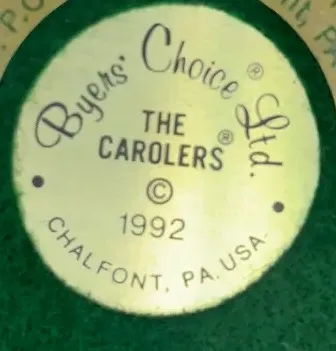 Byers' Choice® Ltd.
THE
CAROLERS®
©
1992
CHALFONT, PA. USA